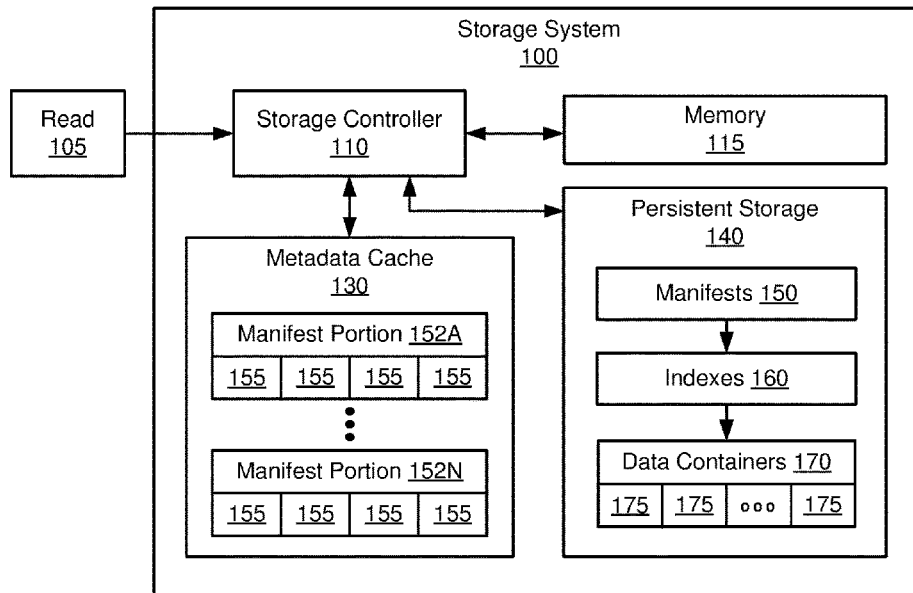 Storage System
100
Read
105
Storage Controller
110
Memory
115
Metadata Cache
130
Manifest Portion 152A
155 155 155 155
Manifest Portion 152N
155 155 155 155
Persistent Storage
140
Manifests 150
Indexes 160
Data Containers 170
175 175 175